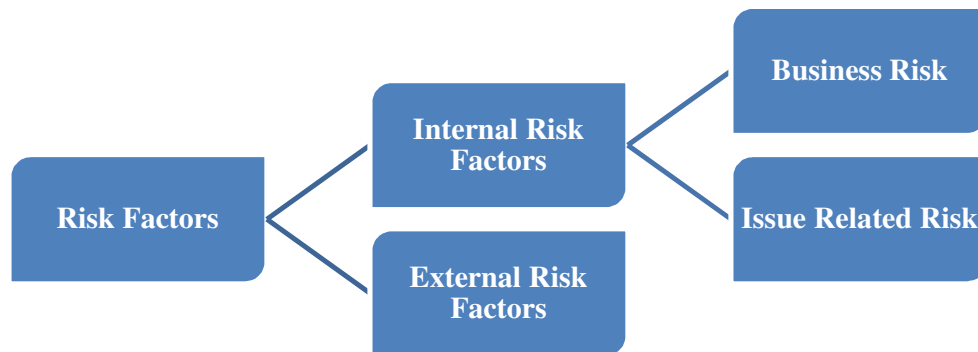 Business Risk
Internal Risk
Factors
Risk Factors
Issue Related Risk
External Risk
Factors